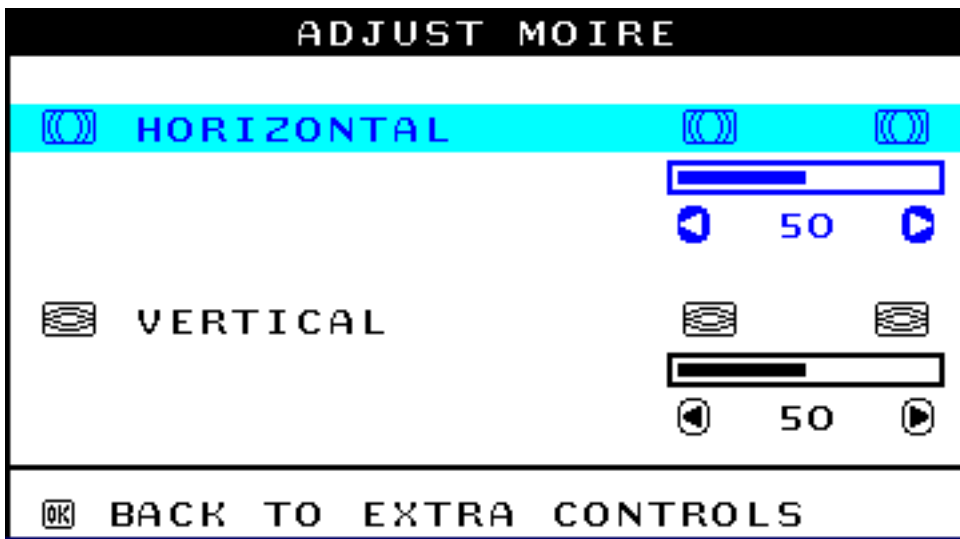 ADJUST MOIRE
HORIZONTAL
50
VERTICAL
50
OK BACK TO EXTRA CONTROLS